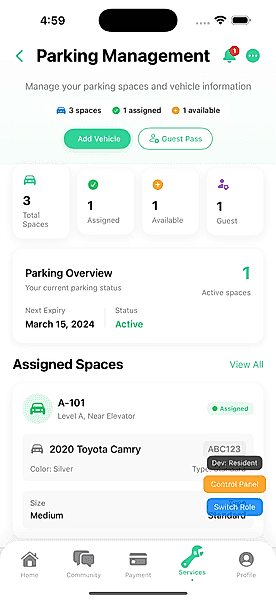 4:59
Parking Management
1
Manage your parking spaces and vehicle information
3 spaces 1 assigned 1 available
Add Vehicle Guest Pass
3
Total
Spaces
1
Assigned
1
Available
1
Guest
Parking Overview
Your current parking status
1
Active spaces
Next Expiry
March 15, 2024
Status
Active
Assigned Spaces View All
A-101
Level A, Near Elevator
Assigned
2020 Toyota Camry ABC123
Color: Silver
Dev: Resident
Control Panel
Switch Role
Size
Medium
Standard
Home Community Payment Services Profile